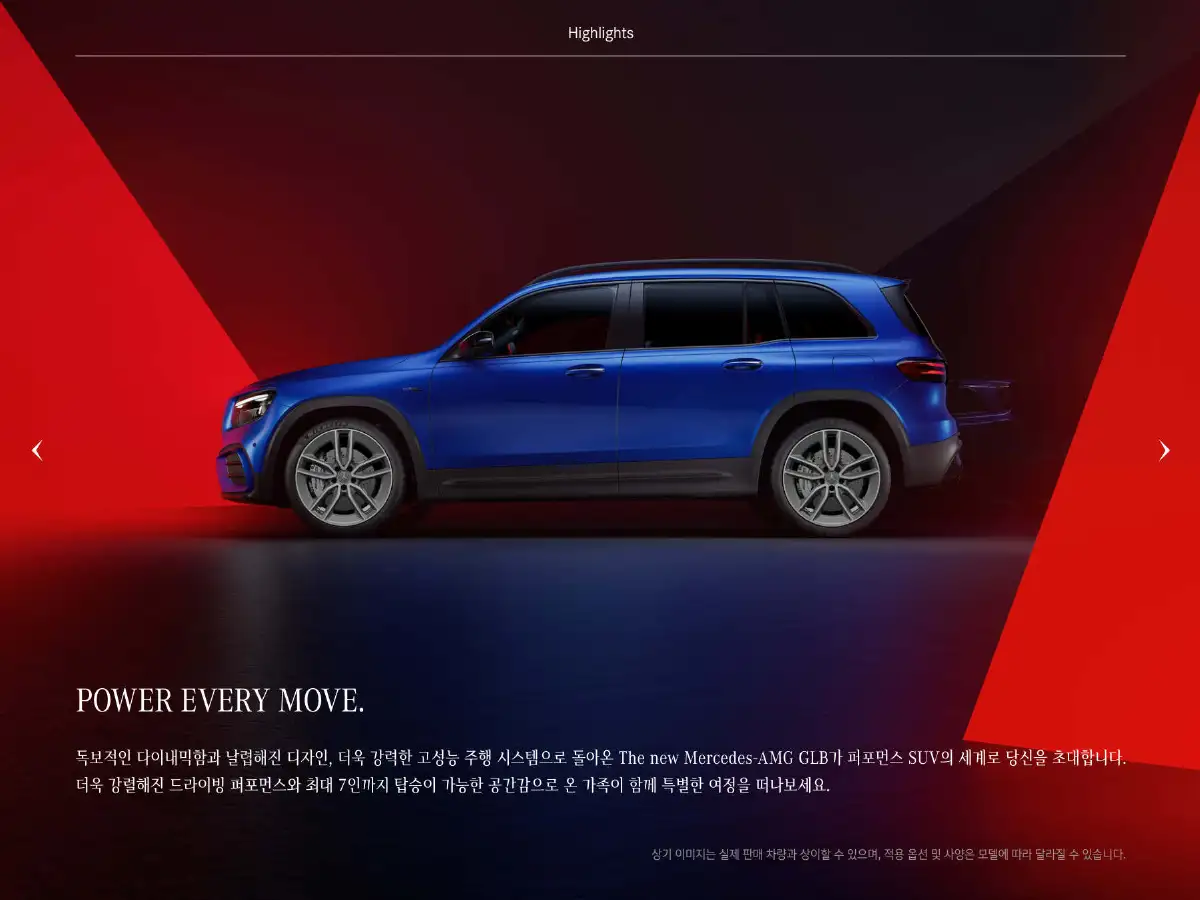 Highlights
POWER EVERY MOVE.
독보적인 다이내믹함과 날렵해진 디자인, 더욱 강력한 고성능 주행 시스템으로 돌아온 The new Mercedes-AMG GLB가 퍼포먼스 SUV의 세계로 당신을 초대합니다.
더욱 강렬해진 드라이빙 퍼포먼스와 최대 7인까지 탑승이 가능한 공간감으로 온 가족이 함께 특별한 여정을 떠나보세요.
상기 이미지는 실제 판매 차량과 상이할 수 있으며, 적용 옵션 및 사양은 모델에 따라 달라질 수 있습니다.